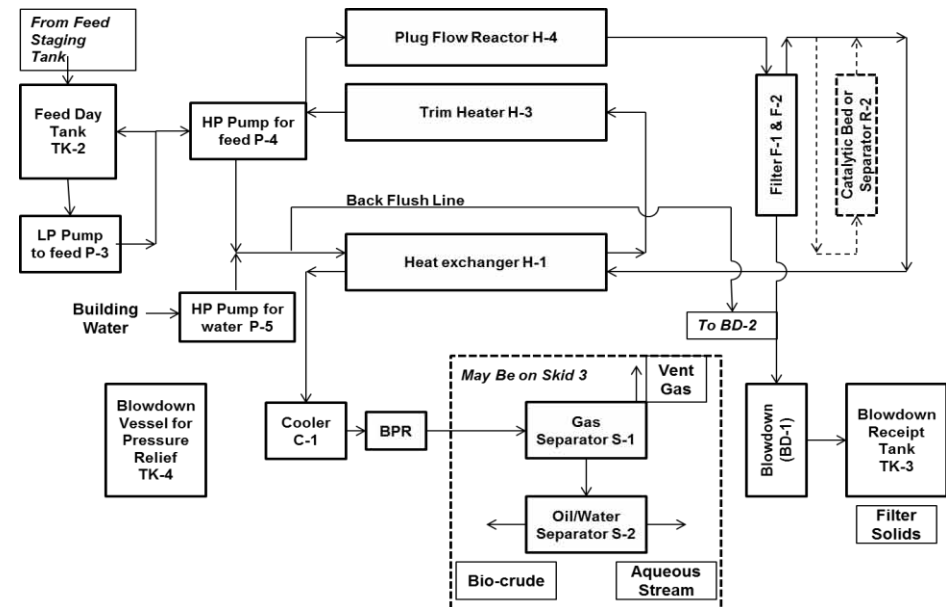 From Feed
Staging
Tank
Plug Flow Reactor H-4
Feed Day
Tank
TK-2
HP Pump for
feed P-4
Trim Heater H-3
Filter F-1 & F-2
Catalytic Bed or
Separator R-2
Back Flush Line
LP Pump
to feed P-3
Heat exchanger H-1
Building
Water
HP Pump for
water P-5
To BD-2
May Be on Skid 3
Vent
Gas
Blowdown
Vessel for
Pressure
Relief
TK-4
Cooler
C-1
BPR
Gas
Separator S-1
Blowdown
(BD-1)
Blowdown
Receipt
Tank
TK-3
Oil/Water
Separator S-2
Filter
Solids
Bio-crude
Aqueous
Stream